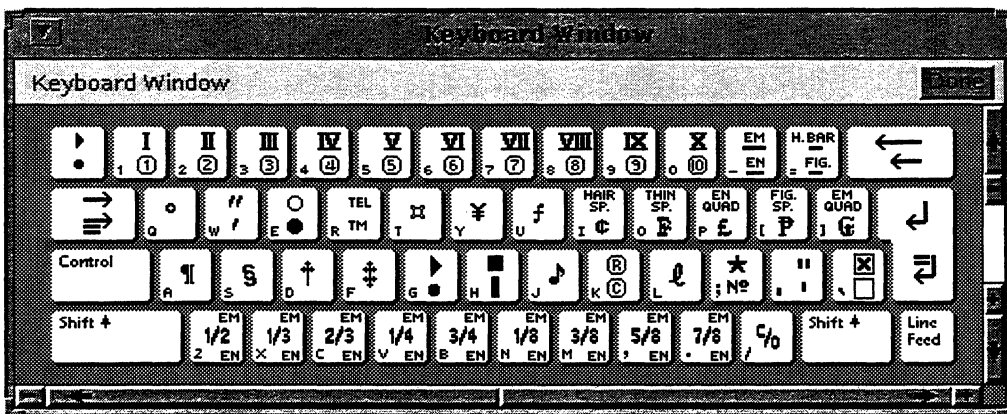 Keyboard Window
Keyboard Window Done
I II III IV V VI VII VIII IX X EM H.BAR
1 ① 2 ② 3 ③ 4 ④ 5 ⑤ 6 ⑥ 7 ⑦ 8 ⑧ 9 ⑨ 0 ⑩ – EN = FIG.
° ″ ○ TEL ¤ ¥ ƒ HAIR SP. THIN SP. EN QUAD FIG. SP. EM QUAD
Q W ′ E ● R TM T Y U I ₵ O P £ [ ] 
Control ¶ § † ‡ ▶ ■ ♪ ® ℓ ★ " ☒
A S D F G ● H ▮ J K © L ; № ' " ` □
Shift EM EM EM EM EM EM EM EM EM Shift Line
1/2 1/3 2/3 1/4 3/4 1/8 3/8 5/8 7/8 C/O Feed
Z EN X EN C EN V EN B EN N EN M EN , EN . EN /